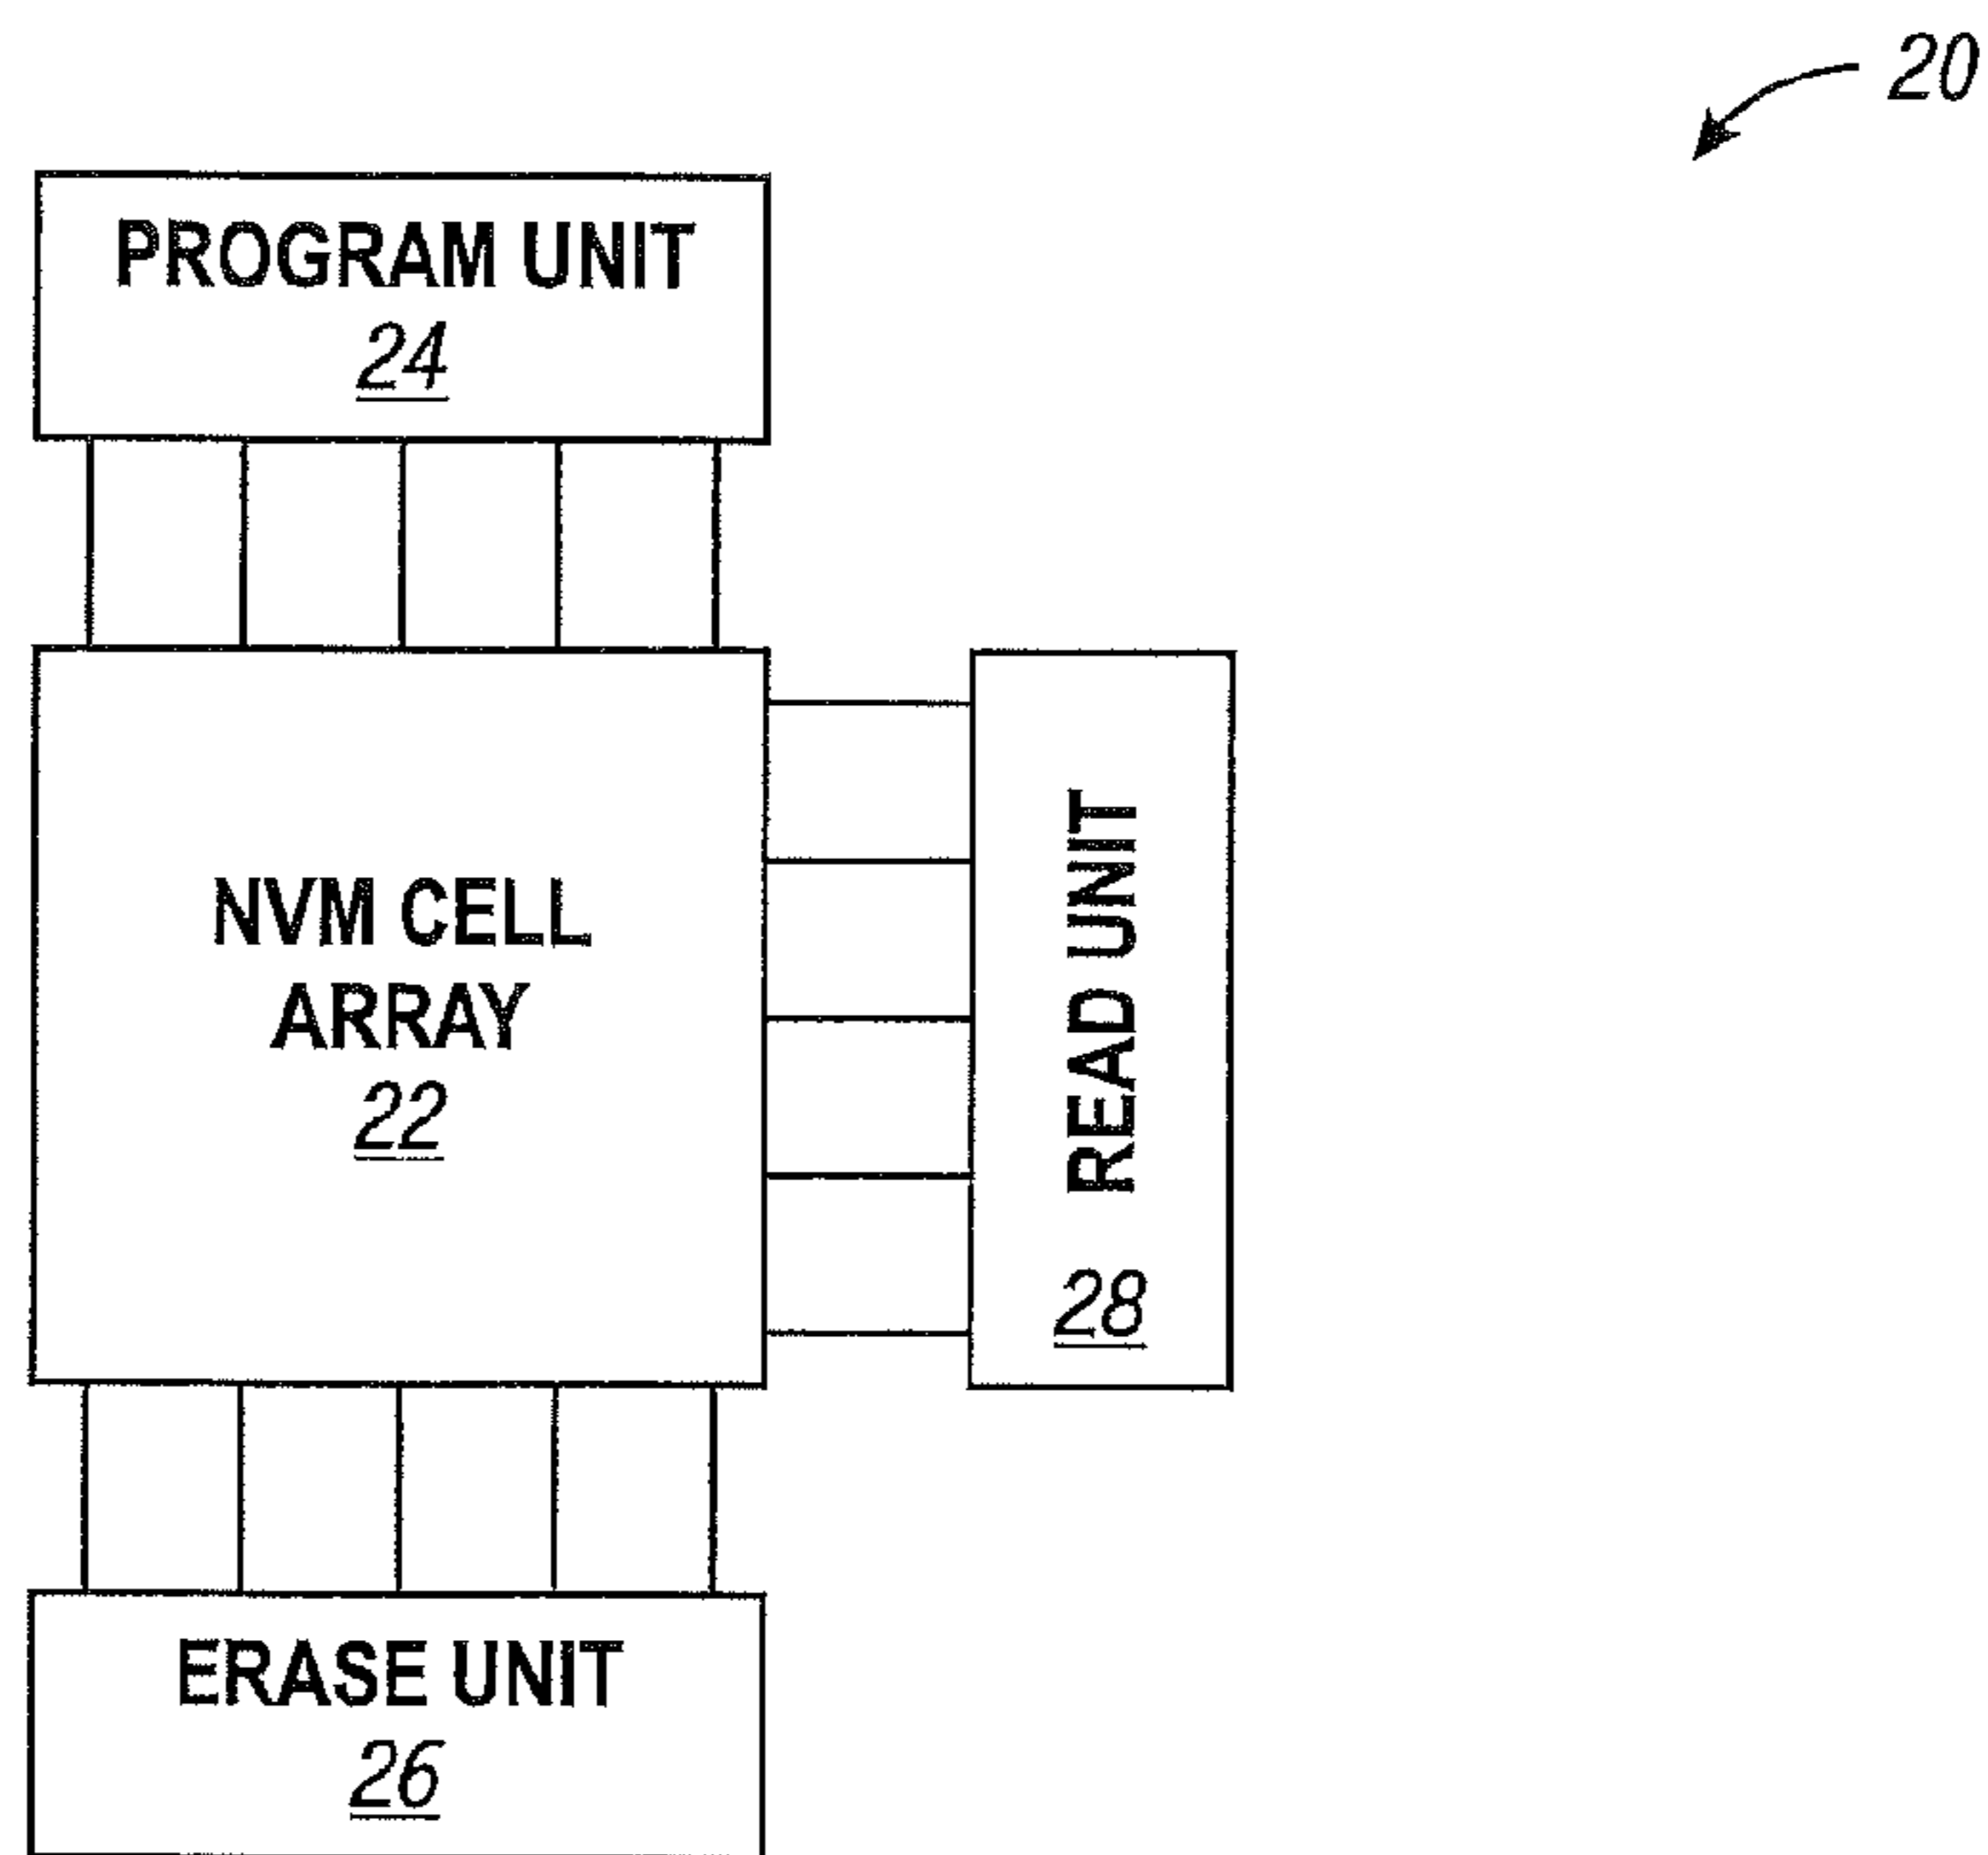 20
PROGRAM UNIT
24
NVM CELL
ARRAY
22
READ UNIT
28
ERASE UNIT
26